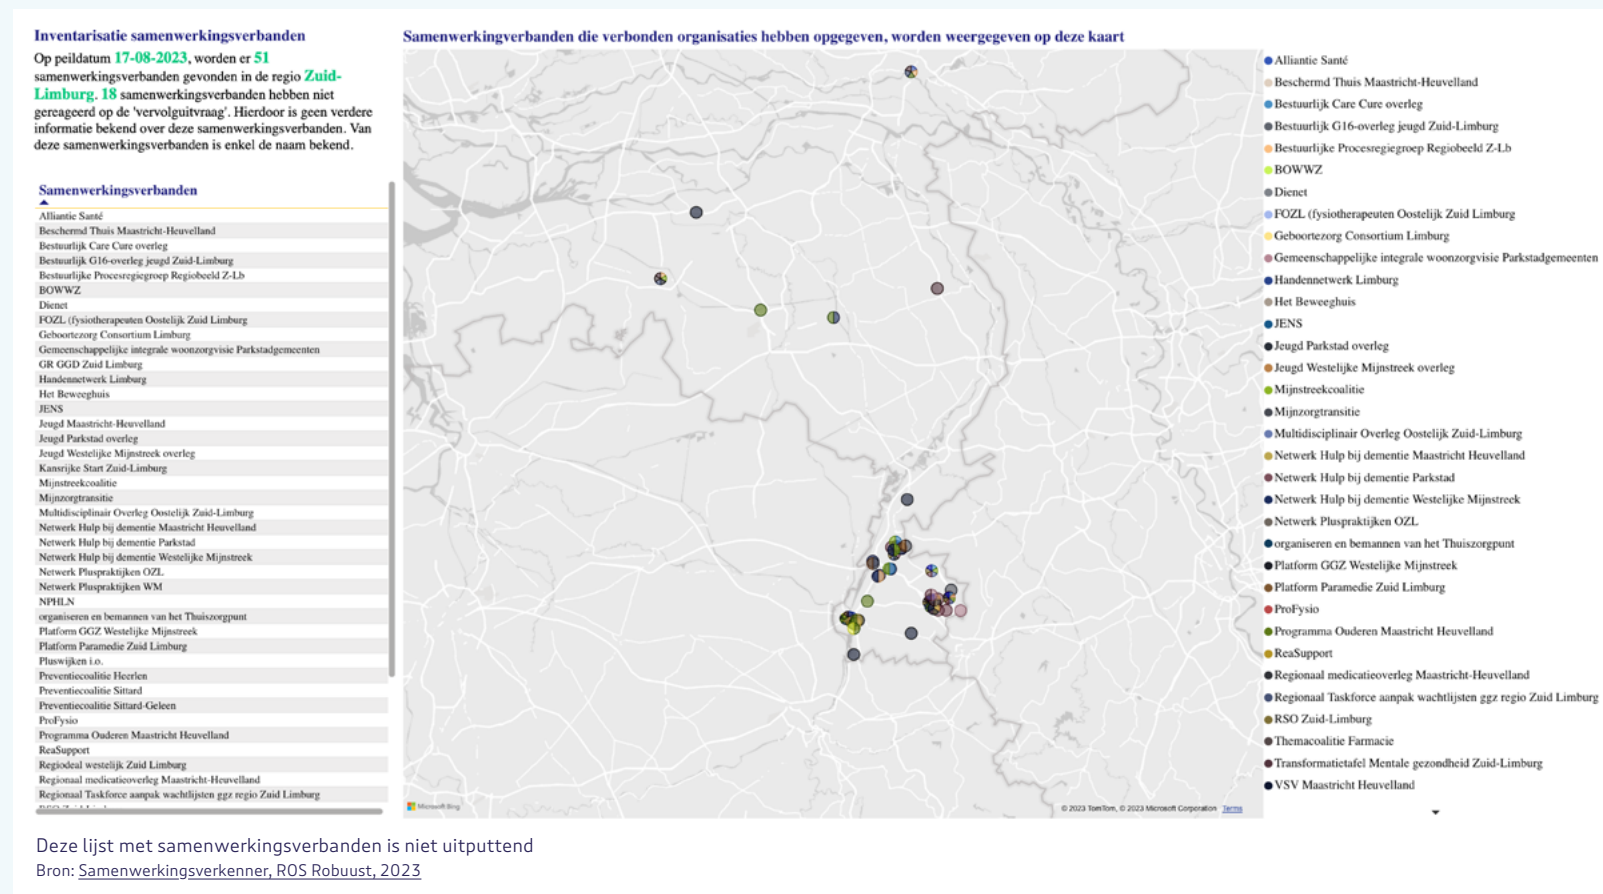 Inventarisatie samenwerkingsverbanden
Op peildatum 17-08-2023, worden er 51
samenwerkingsverbanden gevonden in de regio Zuid-
Limburg. 18 samenwerkingsverbanden hebben niet
gereageerd op de 'vervolguitvraag'. Hierdoor is geen verdere
informatie bekend over deze samenwerkingsverbanden. Van
deze samenwerkingsverbanden is enkel de naam bekend.
Samenwerkingsverbanden
Alliantie Santé
Beschermd Thuis Maastricht-Heuvelland
Bestuurlijk Care Cure overleg
Bestuurlijk G16-overleg jeugd Zuid-Limburg
Bestuurlijke Procesregiegroep Regiobeeld Z-Lb
BOWWZ
Dienet
FOZL (fysiotherapeuten Oostelijk Zuid Limburg
Geboortezorg Consortium Limburg
Gemeenschappelijke integrale woonzorgvisie Parkstadgemeenten
GR GGD Zuid Limburg
Handennetwerk Limburg
Het Beweeghuis
JENS
Jeugd Maastricht-Heuvelland
Jeugd Parkstad overleg
Jeugd Westelijke Mijnstreek overleg
Kansrijke Start Zuid-Limburg
Mijnstreekcoalitie
Mijnzorgtransitie
Multidisciplinair Overleg Oostelijk Zuid-Limburg
Netwerk Hulp bij dementie Maastricht Heuvelland
Netwerk Hulp bij dementie Parkstad
Netwerk Hulp bij dementie Westelijke Mijnstreek
Netwerk Pluspraktijken OZL
Netwerk Pluspraktijken WM
NPHLN
organiseren en bemannen van het Thuiszorgpunt
Platform GGZ Westelijke Mijnstreek
Platform Paramedie Zuid Limburg
Pluswijken i.o.
Preventiecoalitie Heerlen
Preventiecoalitie Sittard
Preventiecoalitie Sittard-Geleen
ProFysio
Programma Ouderen Maastricht Heuvelland
ReaSupport
Regiodeal westelijk Zuid Limburg
Regionaal medicatieoverleg Maastricht-Heuvelland
Regionaal Taskforce aanpak wachtlijsten ggz regio Zuid Limburg
Samenwerkingverbanden die verbonden organisaties hebben opgegeven, worden weergegeven op deze kaart
Microsoft Bing
© 2023 TomTom, © 2023 Microsoft Corporation Terms
Alliantie Santé
Beschermd Thuis Maastricht-Heuvelland
Bestuurlijk Care Cure overleg
Bestuurlijk G16-overleg jeugd Zuid-Limburg
Bestuurlijke Procesregiegroep Regiobeeld Z-Lb
BOWWZ
Dienet
FOZL (fysiotherapeuten Oostelijk Zuid Limburg
Geboortezorg Consortium Limburg
Gemeenschappelijke integrale woonzorgvisie Parkstadgemeenten
Handennetwerk Limburg
Het Beweeghuis
JENS
Jeugd Parkstad overleg
Jeugd Westelijke Mijnstreek overleg
Mijnstreekcoalitie
Mijnzorgtransitie
Multidisciplinair Overleg Oostelijk Zuid-Limburg
Netwerk Hulp bij dementie Maastricht Heuvelland
Netwerk Hulp bij dementie Parkstad
Netwerk Hulp bij dementie Westelijke Mijnstreek
Netwerk Pluspraktijken OZL
organiseren en bemannen van het Thuiszorgpunt
Platform GGZ Westelijke Mijnstreek
Platform Paramedie Zuid Limburg
ProFysio
Programma Ouderen Maastricht Heuvelland
ReaSupport
Regionaal medicatieoverleg Maastricht-Heuvelland
Regionaal Taskforce aanpak wachtlijsten ggz regio Zuid Limburg
RSO Zuid-Limburg
Themacoalitie Farmacie
Transformatietafel Mentale gezondheid Zuid-Limburg
VSV Maastricht Heuvelland
Deze lijst met samenwerkingsverbanden is niet uitputtend
Bron: Samenwerkingsverkenner, ROS Robuust, 2023